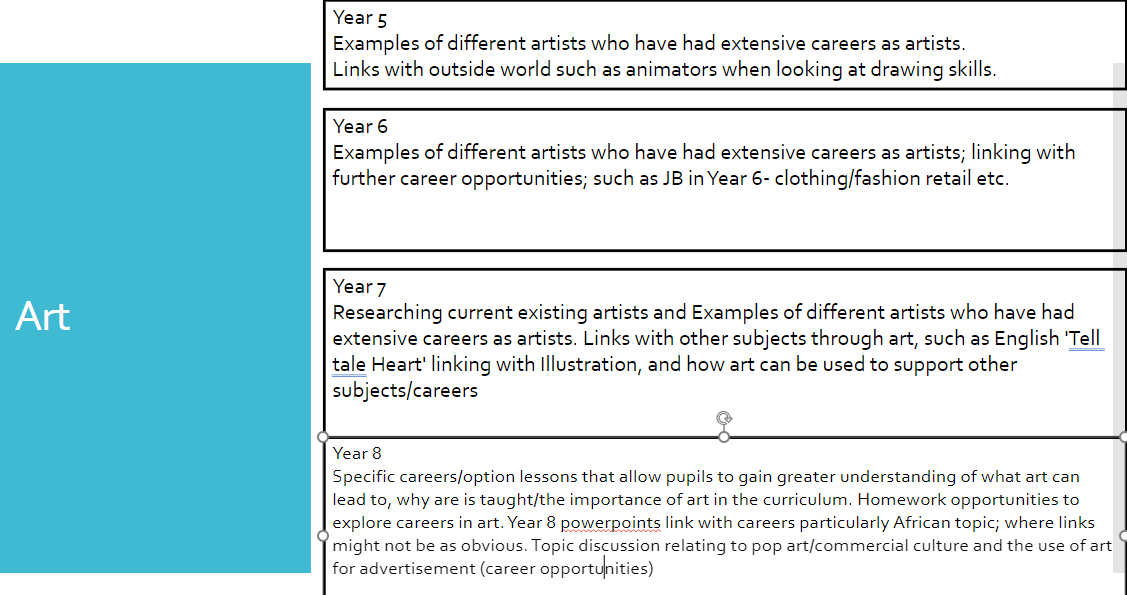 Art
Year 5
Examples of different artists who have had extensive careers as artists.
Links with outside world such as animators when looking at drawing skills.
Year 6
Examples of different artists who have had extensive careers as artists; linking with
further career opportunities; such as JB in Year 6- clothing/fashion retail etc.
Year 7
Researching current existing artists and Examples of different artists who have had
extensive careers as artists. Links with other subjects through art, such as English 'Tell
tale Heart' linking with Illustration, and how art can be used to support other
subjects/careers
Year 8
Specific careers/option lessons that allow pupils to gain greater understanding of what art can
lead to, why are is taught/the importance of art in the curriculum. Homework opportunities to
explore careers in art. Year 8 powerpoints link with careers particularly African topic; where links
might not be as obvious. Topic discussion relating to pop art/commercial culture and the use of art
for advertisement (career opportunities)